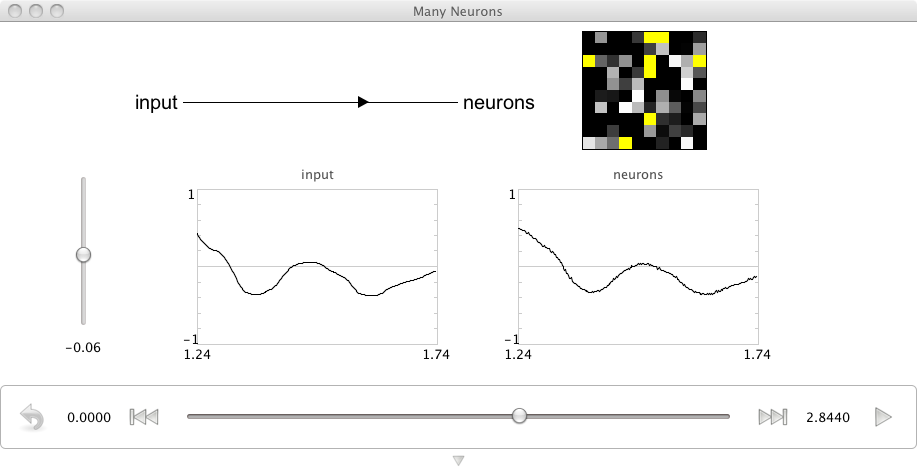 Many Neurons
input
neurons
input
neurons
1
-1
1.24
1.74
1
-1
1.24
1.74
-0.06
0.0000
2.8440